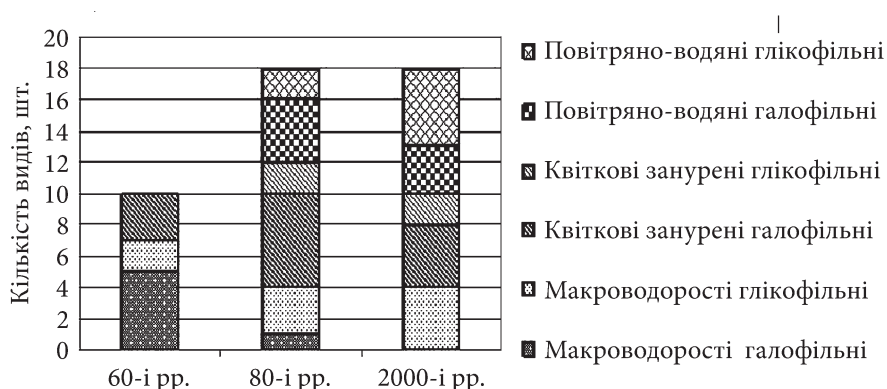 Кількість видів, шт.
20
18
16
14
12
10
8
6
4
2
0
60-і рр.
80-і рр.
2000-і рр.
Повітряно-водяні глікофільні
Повітряно-водяні галофільні
Квіткові занурені глікофільні
Квіткові занурені галофільні
Макроводорості глікофільні
Макроводорості галофільні